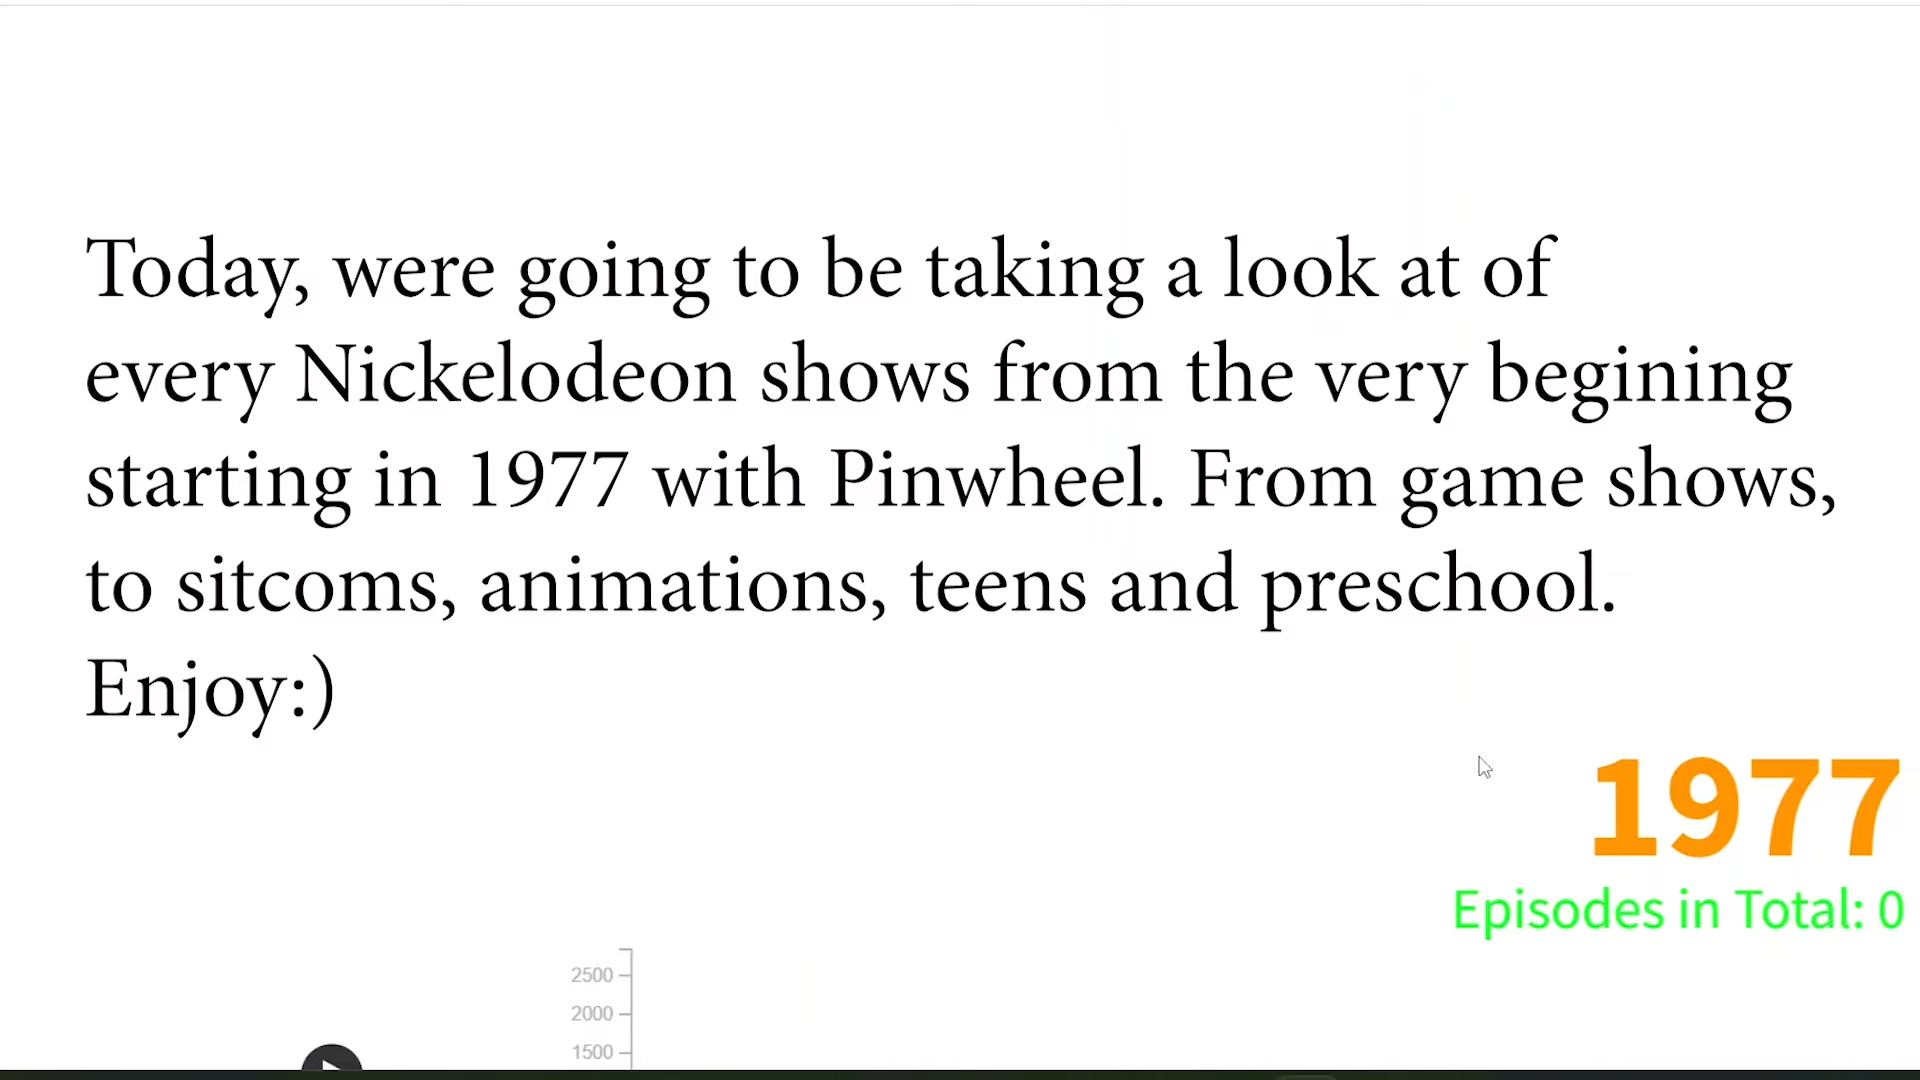 Today, were going to be taking a look at of
every Nickelodeon shows from the very begining
starting in 1977 with Pinwheel. From game shows,
to sitcoms, animations, teens and preschool.
Enjoy:)
1977
Episodes in Total: 0
2500
2000
1500